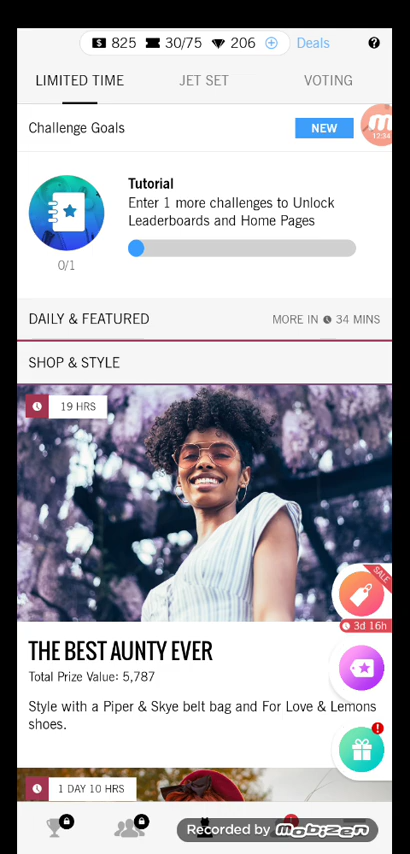 825 30/75 206 Deals
LIMITED TIME JET SET VOTING
Challenge Goals NEW
12:34
Tutorial
Enter 1 more challenges to Unlock
Leaderboards and Home Pages
0/1
DAILY & FEATURED MORE IN 34 MINS
SHOP & STYLE
19 HRS
SALE
3d 16h
THE BEST AUNTY EVER
Total Prize Value: 5,787
Style with a Piper & Skye belt bag and For Love & Lemons
shoes.
1 DAY 10 HRS
Recorded by mobizen